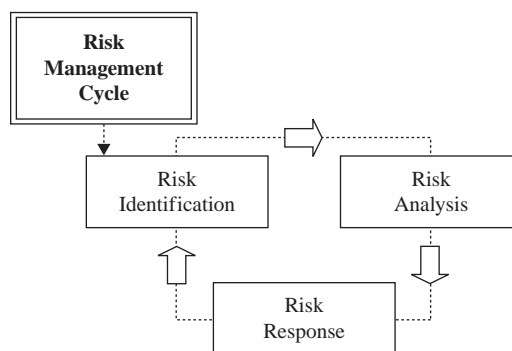 Risk
Management
Cycle
Risk
Identification
Risk
Analysis
Risk
Response